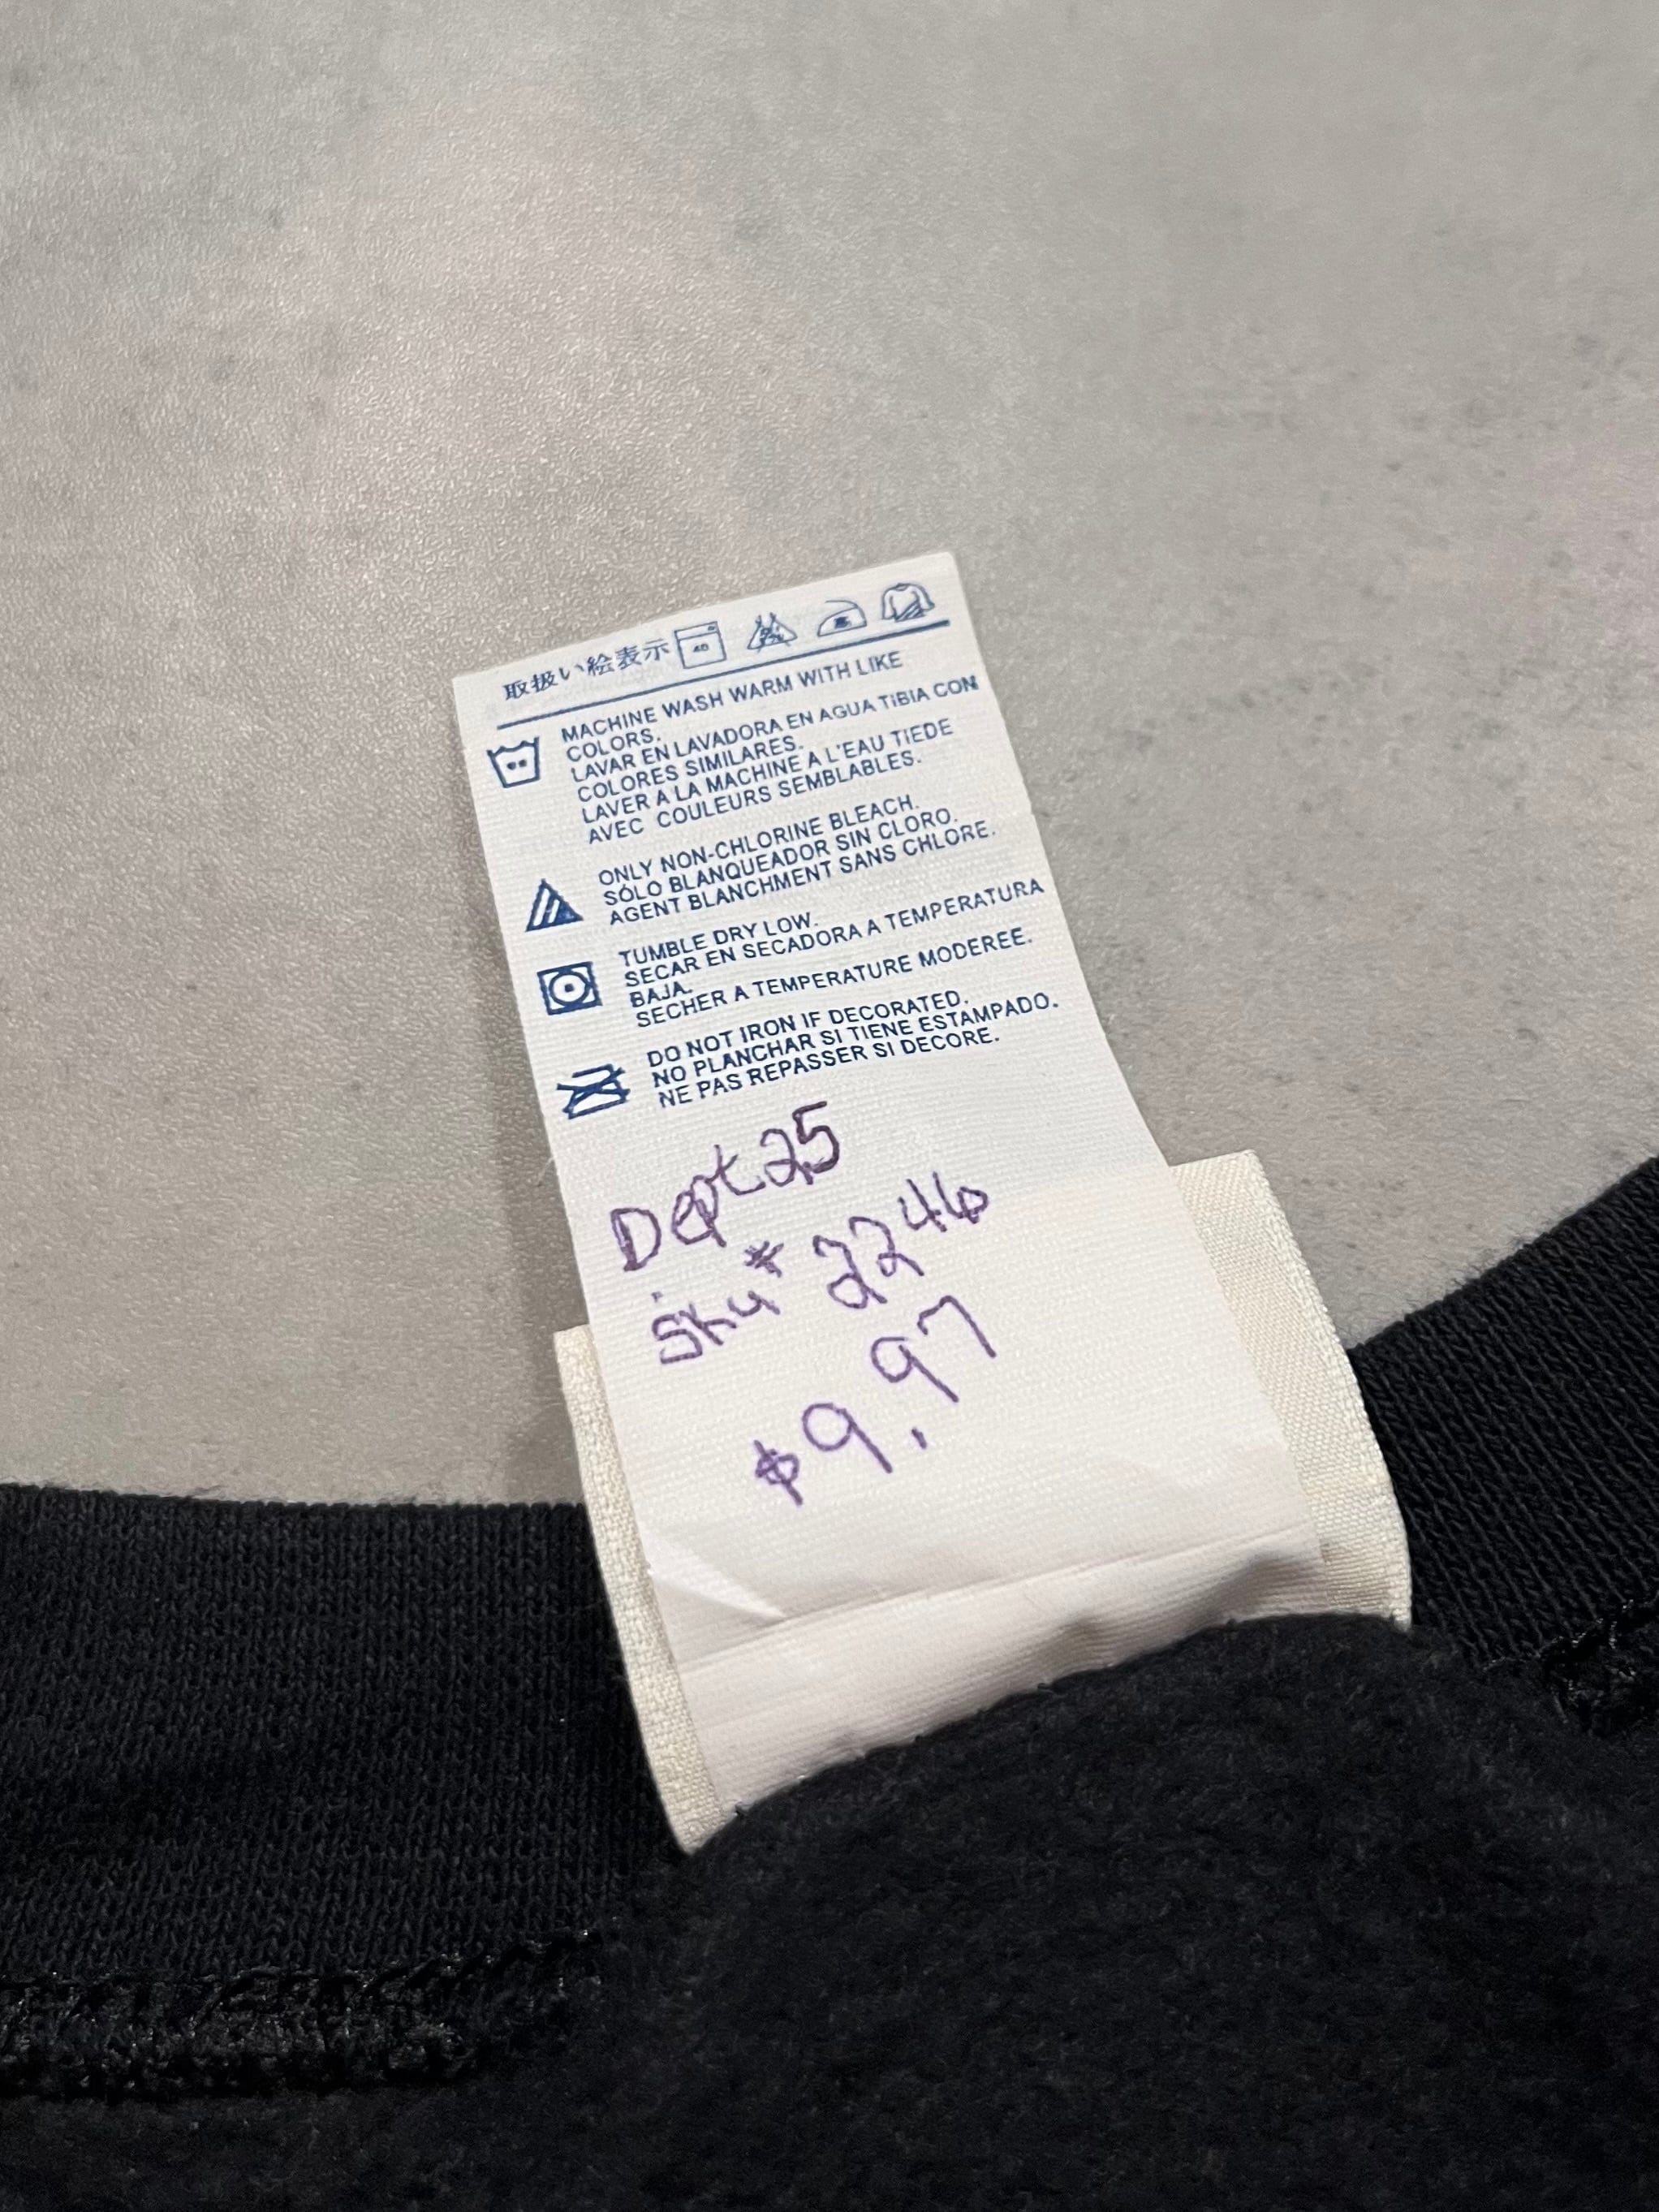 取扱い絵表示 40
MACHINE WASH WARM WITH LIKE
COLORS.
LAVAR EN LAVADORA EN AGUA TIBIA CON
COLORES SIMILARES.
LAVER A LA MACHINE A L'EAU TIEDE
AVEC COULEURS SEMBLABLES.
ONLY NON-CHLORINE BLEACH.
SÓLO BLANQUEADOR SIN CLORO.
AGENT BLANCHMENT SANS CHLORE.
TUMBLE DRY LOW.
SECAR EN SECADORA A TEMPERATURA
BAJA.
SECHER A TEMPERATURE MODEREE.
DO NOT IRON IF DECORATED.
NO PLANCHAR SI TIENE ESTAMPADO.
NE PAS REPASSER SI DECORE.
Dept 25
Sku# 2246
$9.97